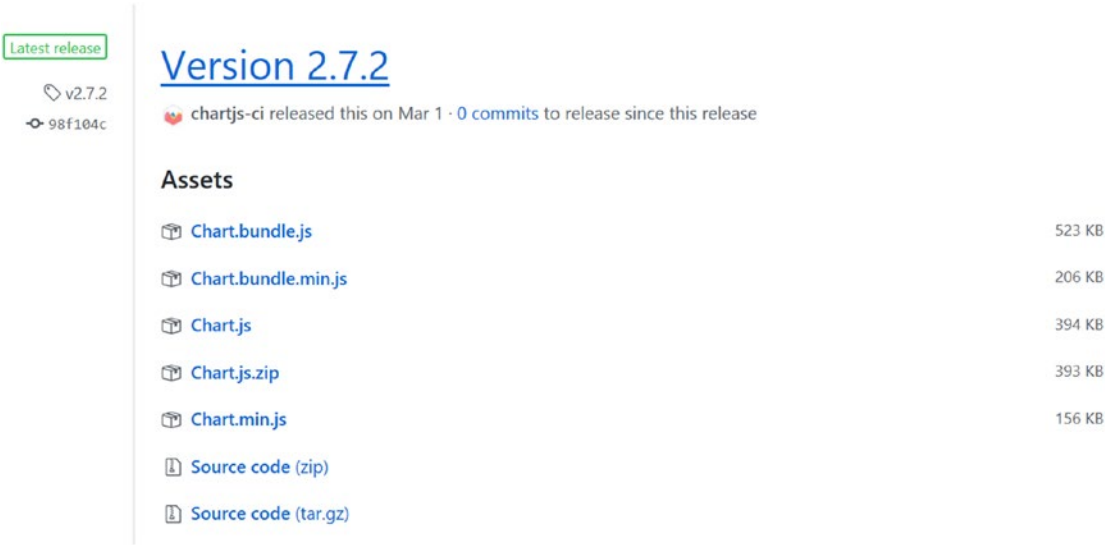 Latest release
v2.7.2
98f104c
Version 2.7.2
chartjs-ci released this on Mar 1 · 0 commits to release since this release
Assets
Chart.bundle.js 523 KB
Chart.bundle.min.js 206 KB
Chart.js 394 KB
Chart.js.zip 393 KB
Chart.min.js 156 KB
Source code (zip)
Source code (tar.gz)